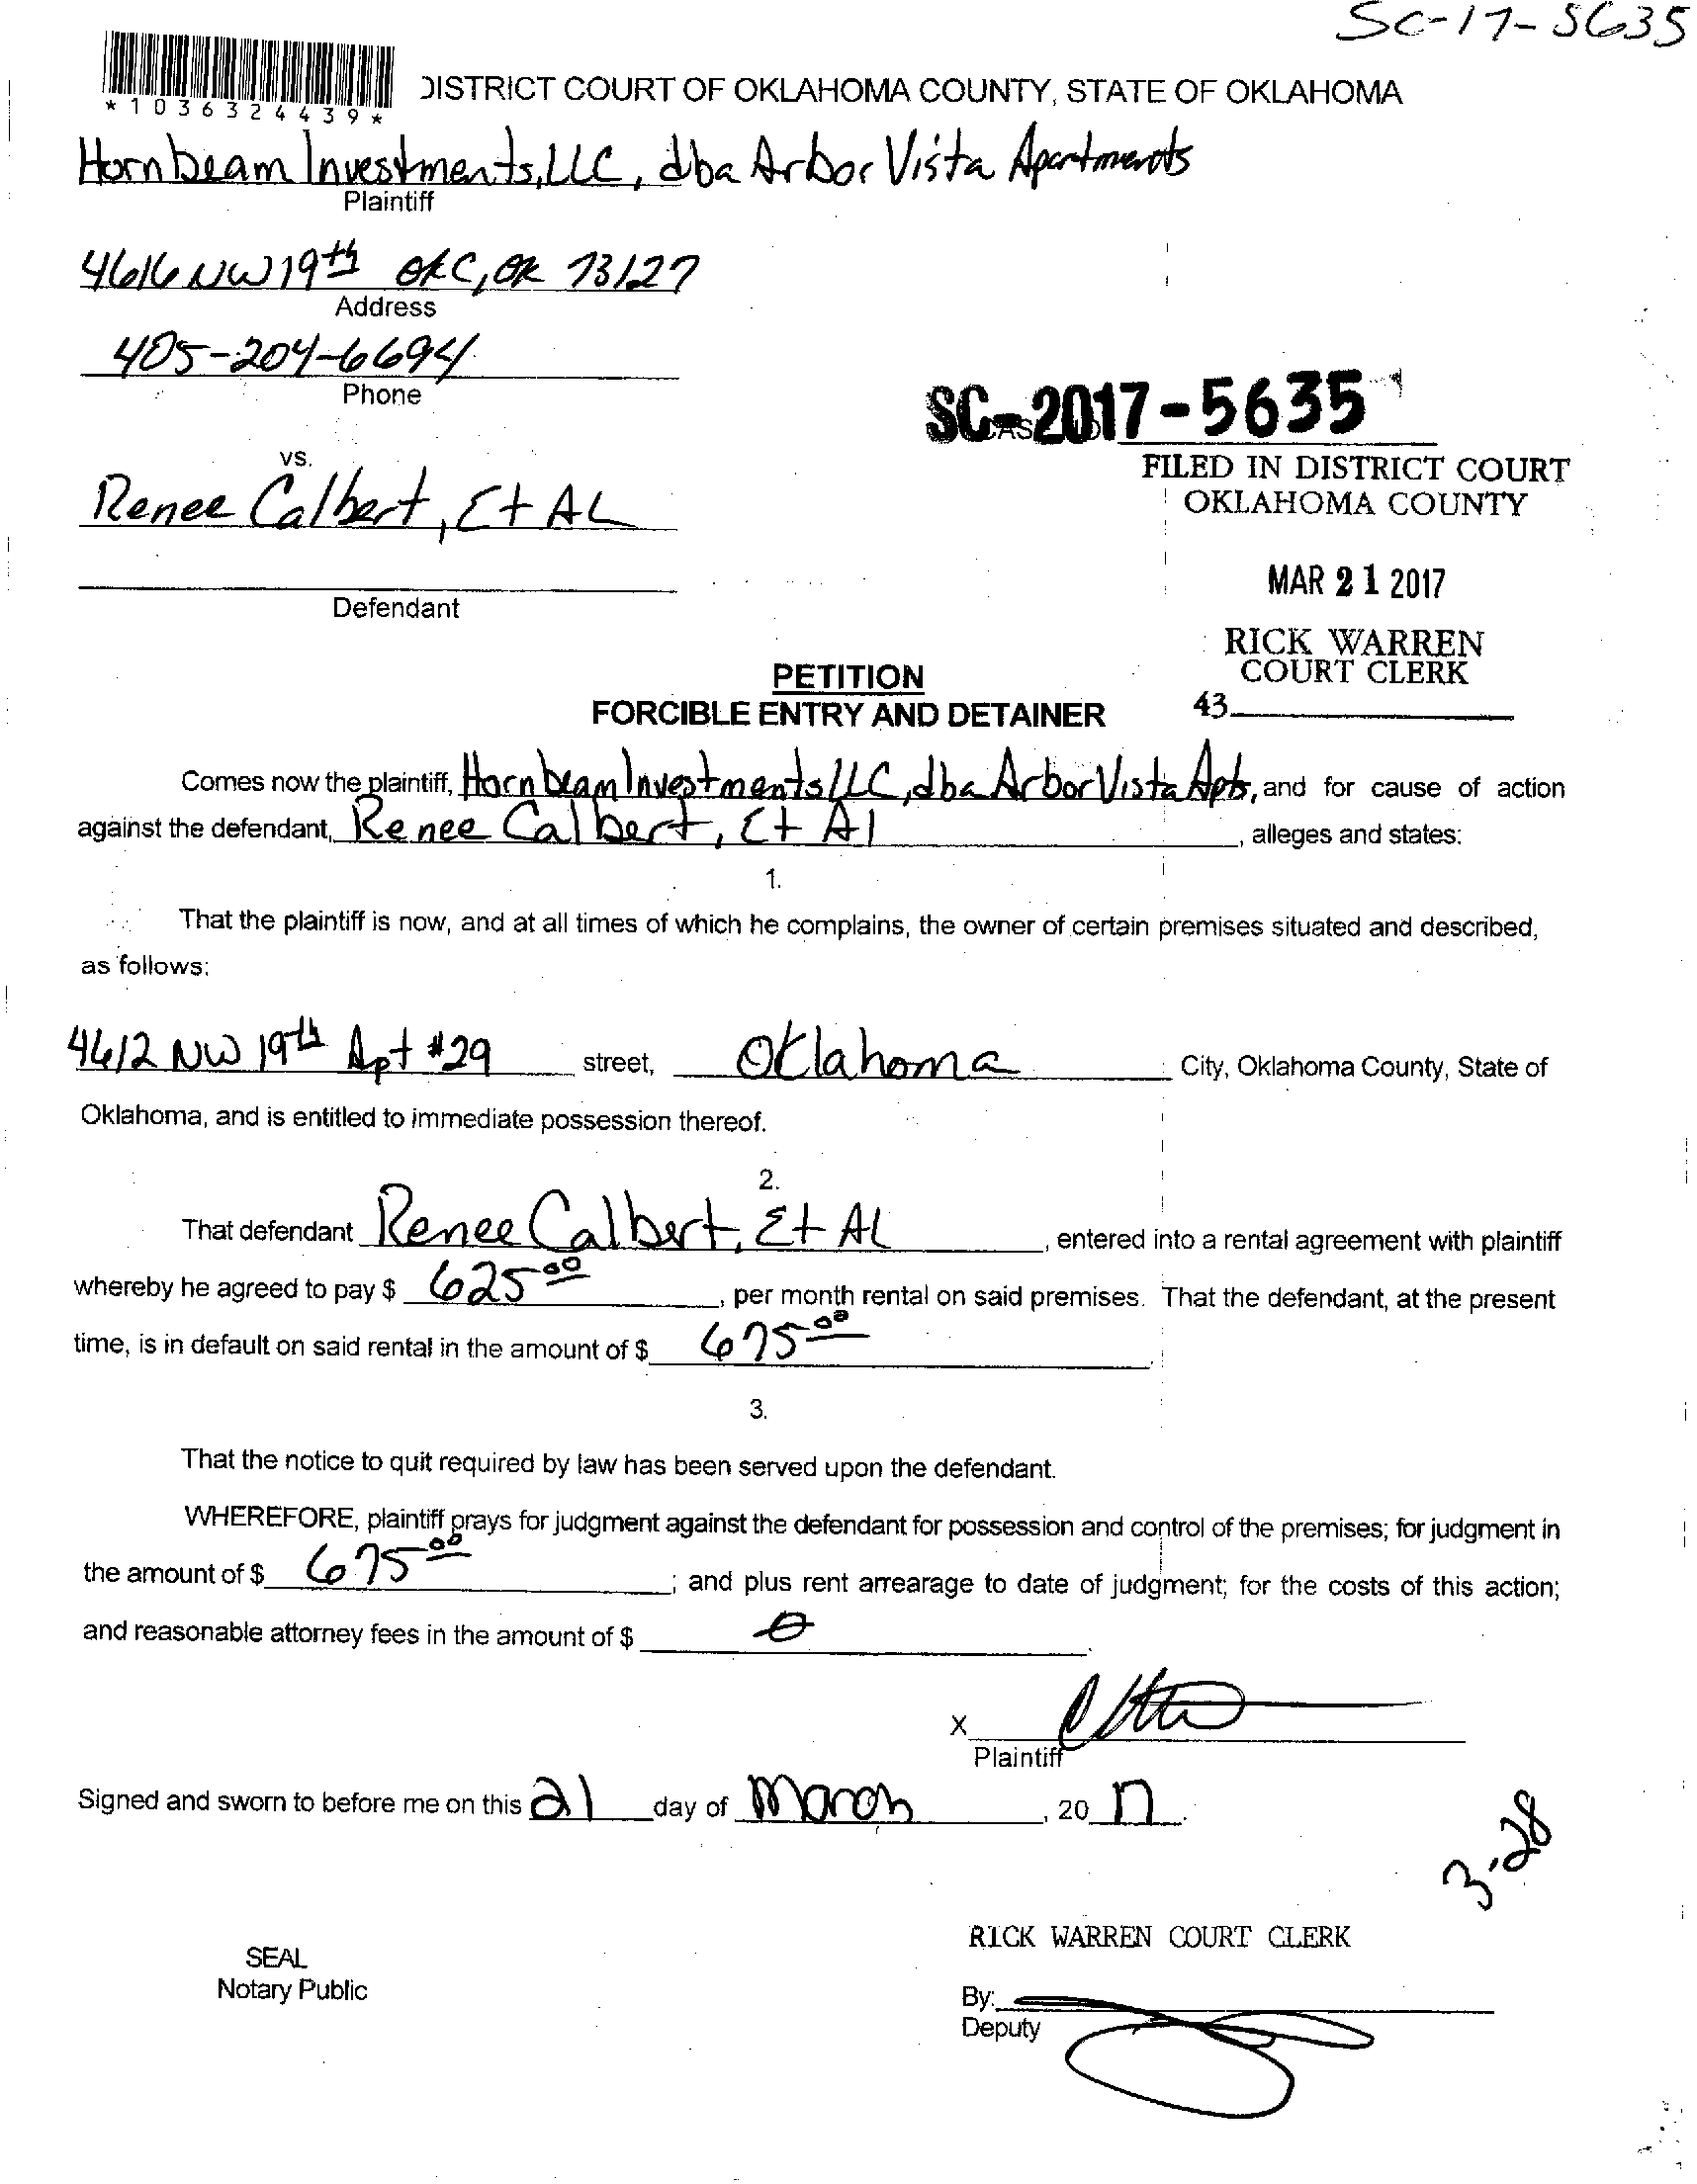 SC-17-5635
*1036324439*
DISTRICT COURT OF OKLAHOMA COUNTY, STATE OF OKLAHOMA
Hornbeam Investments, LLC, dba Arbor Vista Apartments
Plaintiff
4616 NW 19th OKC, OK 73127
Address
405-204-6694
Phone
SC-2017-5635
vs.
FILED IN DISTRICT COURT
Renee Calbert, Et AL
OKLAHOMA COUNTY
MAR 21 2017
Defendant
RICK WARREN
COURT CLERK
PETITION
43
FORCIBLE ENTRY AND DETAINER
Comes now the plaintiff, Hornbeam Investments LLC, dba Arbor Vista Apts, and for cause of action
against the defendant, Renee Calbert, Et Al, alleges and states:
1.
That the plaintiff is now, and at all times of which he complains, the owner of certain premises situated and described,
as follows:
4612 NW 19th Apt #29 street, Oklahoma City, Oklahoma County, State of
Oklahoma, and is entitled to immediate possession thereof.
2.
That defendant Renee Calbert, Et AL, entered into a rental agreement with plaintiff
whereby he agreed to pay $ 625 00, per month rental on said premises. That the defendant, at the present
time, is in default on said rental in the amount of $ 675 00.
3.
That the notice to quit required by law has been served upon the defendant.
WHEREFORE, plaintiff prays for judgment against the defendant for possession and control of the premises; for judgment in
the amount of $ 675 00; and plus rent arrearage to date of judgment; for the costs of this action;
and reasonable attorney fees in the amount of $ 0.
X
Plaintiff
Signed and sworn to before me on this 21 day of March, 20 17.
3-28
RICK WARREN COURT CLERK
SEAL
Notary Public
By:
Deputy